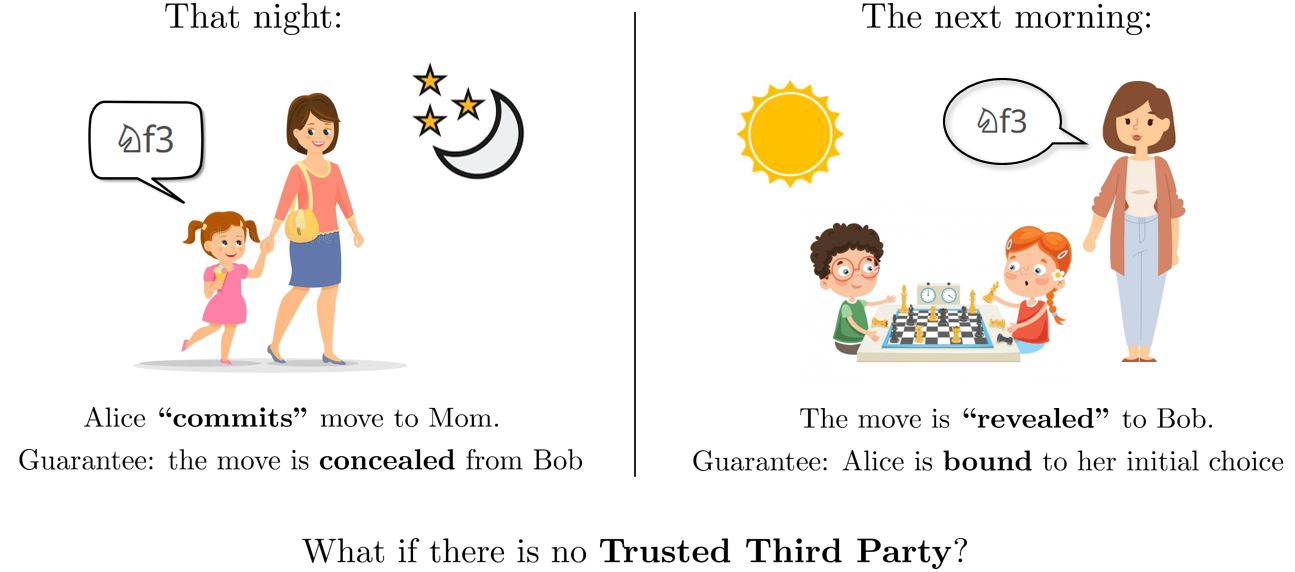 That night:
♘f3
Alice “commits” move to Mom.
Guarantee: the move is concealed from Bob
The next morning:
♘f3
The move is “revealed” to Bob.
Guarantee: Alice is bound to her initial choice
What if there is no Trusted Third Party?